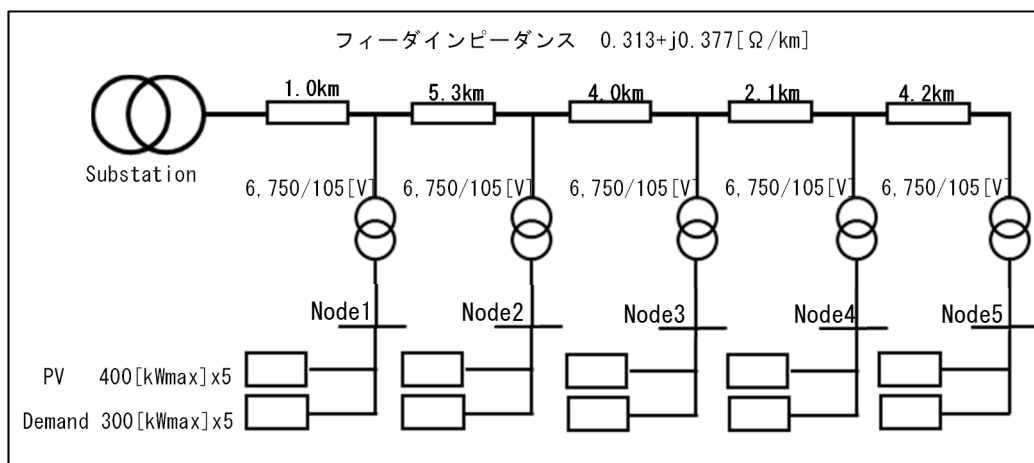 フィーダインピーダンス 0.313+j0.377[Ω/km]
1.0km 5.3km 4.0km 2.1km 4.2km
Substation
6,750/105[V] 6,750/105[V] 6,750/105[V] 6,750/105[V] 6,750/105[V]
Node1 Node2 Node3 Node4 Node5
PV 400[kWmax]x5
Demand 300[kWmax]x5